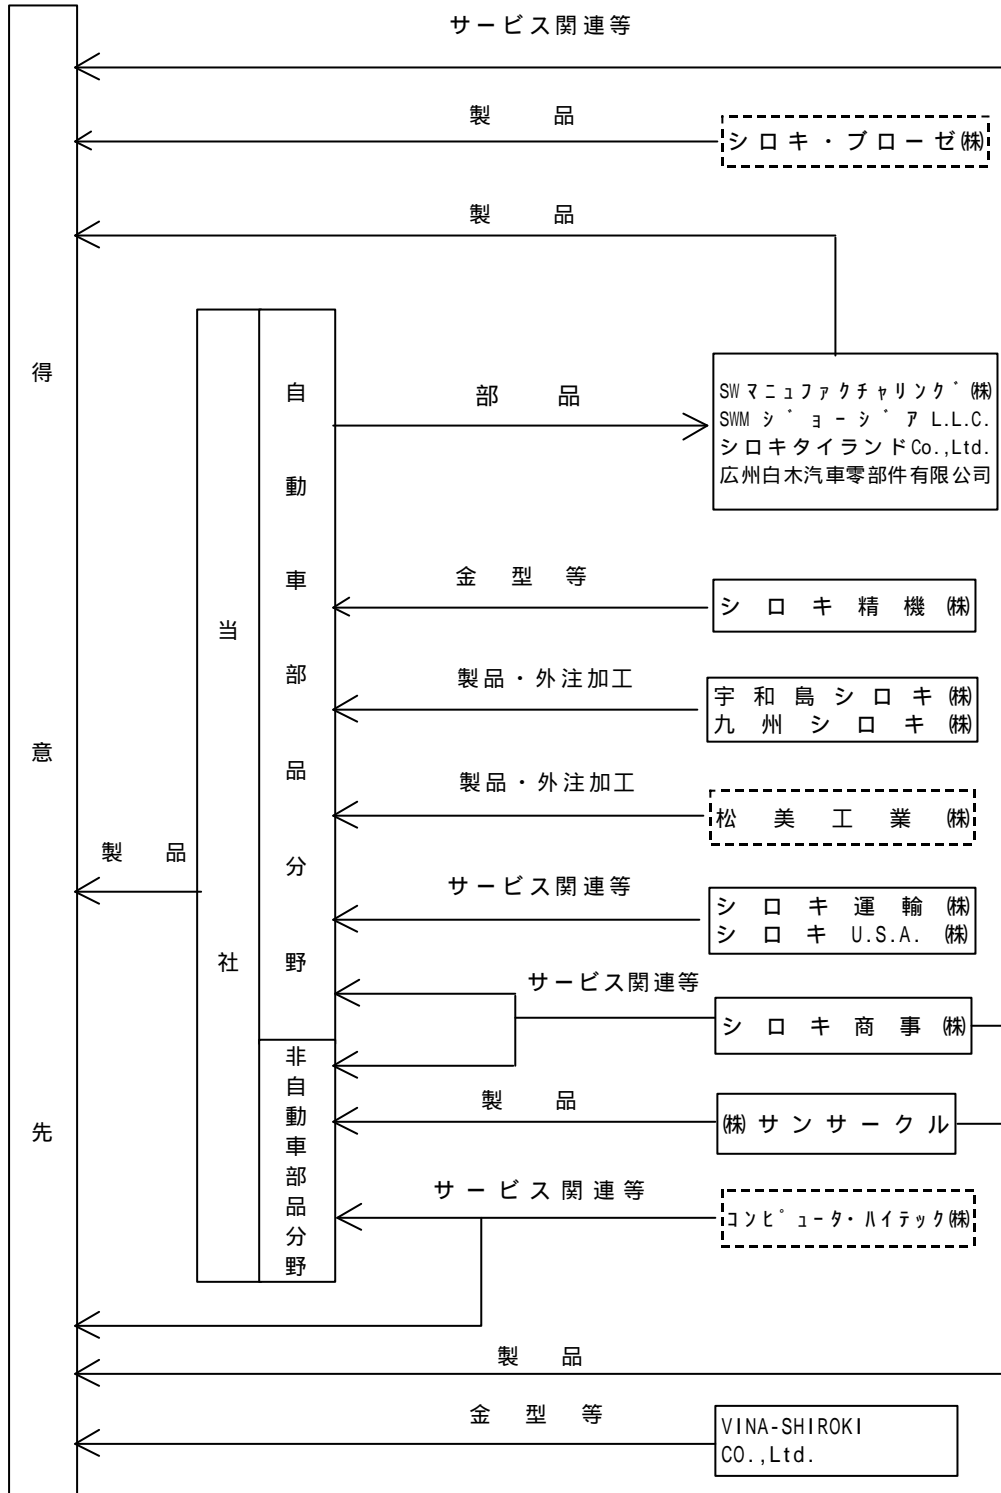 サービス関連等
製品
シロキ・ブローゼ㈱
製品
得意先
当社
自動車部品分野
部品
SWマニュファクチャリング㈱
SWMジョージアL.L.C.
シロキタイランドCo.,Ltd.
広州白木汽車零部件有限公司
金型等
シロキ精機㈱
製品・外注加工
宇和島シロキ㈱
九州シロキ㈱
製品・外注加工
松美工業㈱
製品
サービス関連等
シロキ運輸㈱
シロキU.S.A.㈱
サービス関連等
シロキ商事㈱
非自動車部品分野
製品
㈱サンサークル
サービス関連等
コンピュータ・ハイテック㈱
製品
金型等
VINA-SHIROKI
CO.,Ltd.